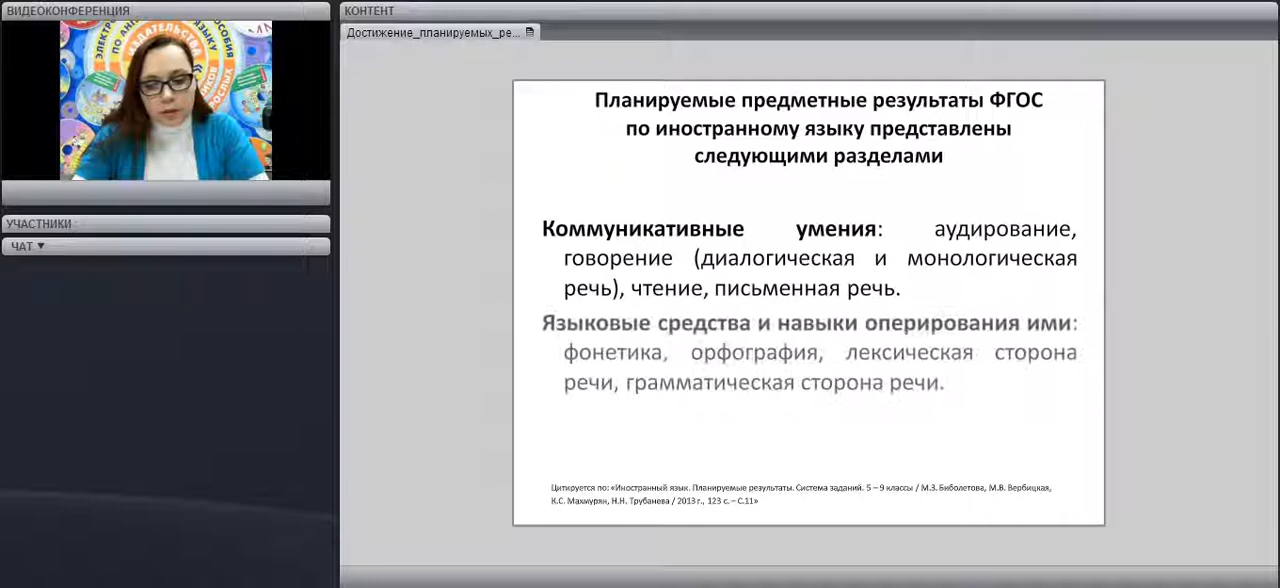 ВИДЕОКОНФЕРЕНЦИЯ
ИЗДАТЕЛЬСТВА
КОНТЕНТ
Достижение_планируемых_ре...
УЧАСТНИКИ
ЧАТ
Планируемые предметные результаты ФГОС
по иностранному языку представлены
следующими разделами
Коммуникативные умения: аудирование,
говорение (диалогическая и монологическая
речь), чтение, письменная речь.
Языковые средства и навыки оперирования ими:
фонетика, орфография, лексическая сторона
речи, грамматическая сторона речи.
Цитируется по: «Иностранный язык. Планируемые результаты. Система заданий. 5 – 9 классы / М.З. Биболетова, М.В. Вербицкая,
К.С. Махмурян, Н.Н. Трубанева / 2013 г., 123 с. – С.11»